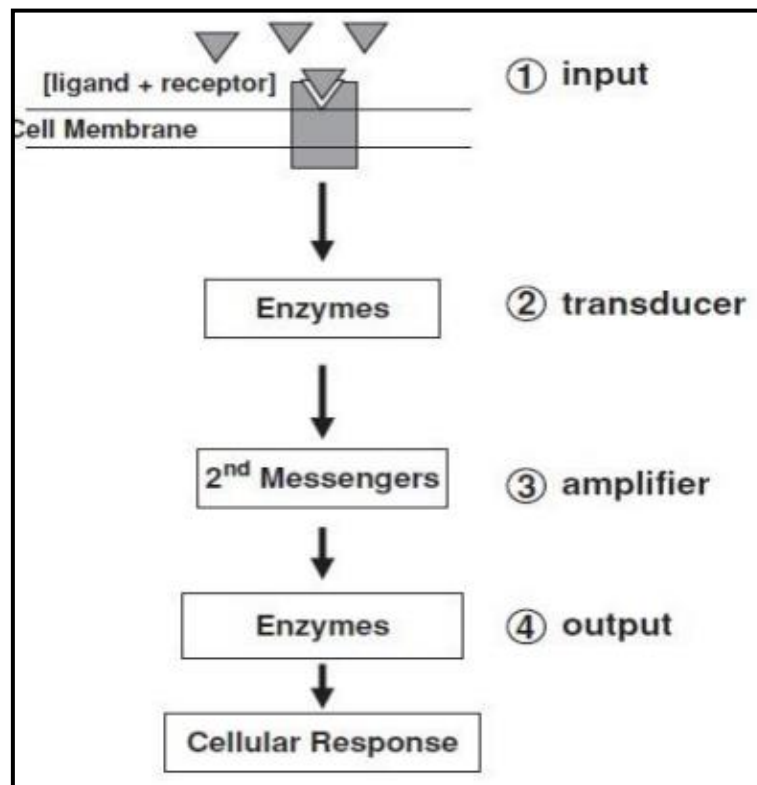 [ligand + receptor]
① input
Cell Membrane
Enzymes
② transducer
2nd Messengers
③ amplifier
Enzymes
④ output
Cellular Response